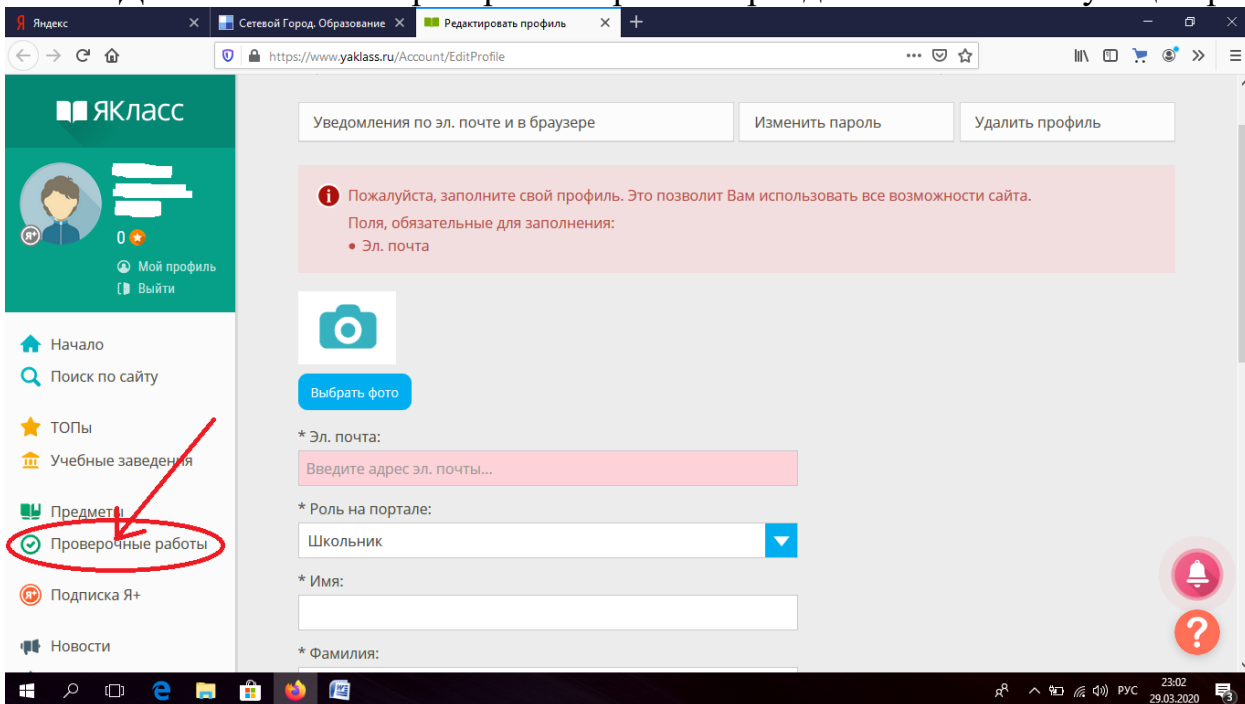 Яндекс
Сетевой Город. Образование
Редактировать профиль
https://www.yaklass.ru/Account/EditProfile
ЯКласс
0
Мой профиль
Выйти
Начало
Поиск по сайту
ТОПы
Учебные заведения
Предметы
Проверочные работы
Подписка Я+
Новости
Уведомления по эл. почте и в браузере
Изменить пароль
Удалить профиль
Пожалуйста, заполните свой профиль. Это позволит Вам использовать все возможности сайта.
Поля, обязательные для заполнения:
• Эл. почта
Выбрать фото
* Эл. почта:
Введите адрес эл. почты...
* Роль на портале:
Школьник
* Имя:
* Фамилия:
РУС
23:02
29.03.2020
3